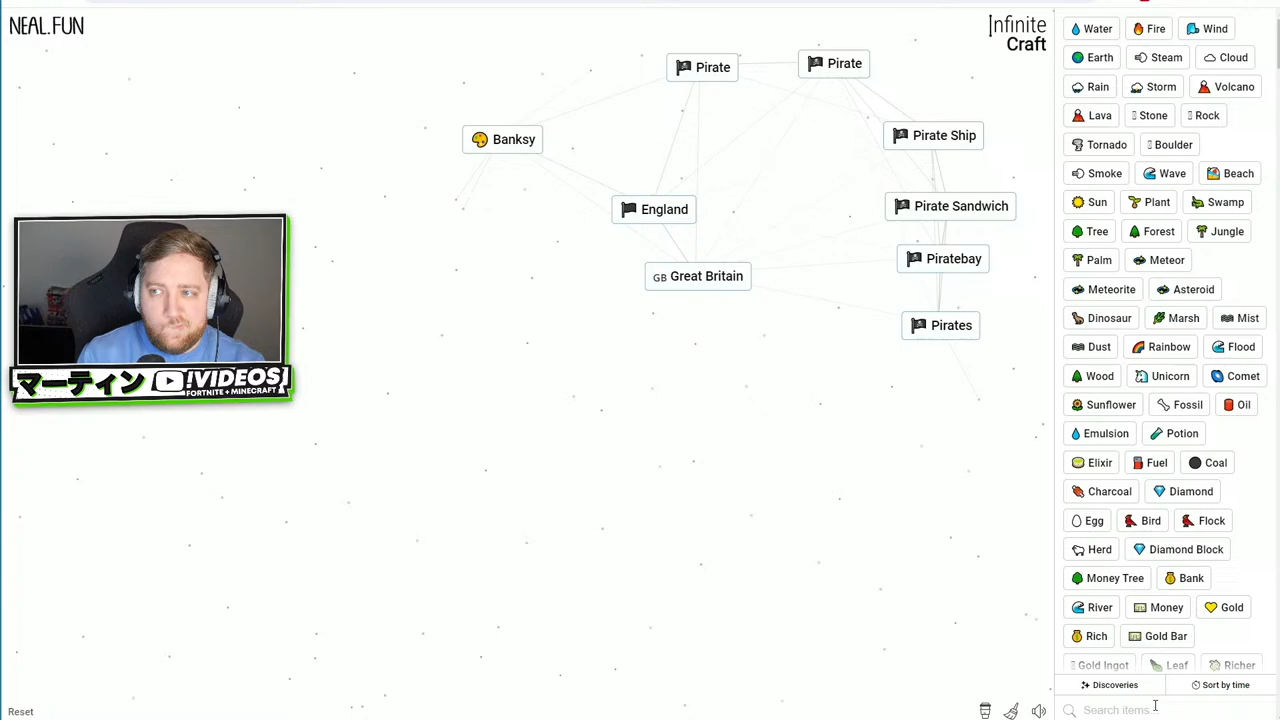 NEAL.FUN
Infinite
Craft
Pirate
Pirate
Banksy
Pirate Ship
England
Pirate Sandwich
Piratebay
GB Great Britain
Pirates
マーティン
!VIDEOS
FORTNITE + MINECRAFT
Water Fire Wind
Earth Steam Cloud
Rain Storm Volcano
Lava Stone Rock
Tornado Boulder
Smoke Wave Beach
Sun Plant Swamp
Tree Forest Jungle
Palm Meteor
Meteorite Asteroid
Dinosaur Marsh Mist
Dust Rainbow Flood
Wood Unicorn Comet
Sunflower Fossil Oil
Emulsion Potion
Elixir Fuel Coal
Charcoal Diamond
Egg Bird Flock
Herd Diamond Block
Money Tree Bank
River Money Gold
Rich Gold Bar
Gold Ingot Leaf Richer
Discoveries Sort by time
Search items
Reset